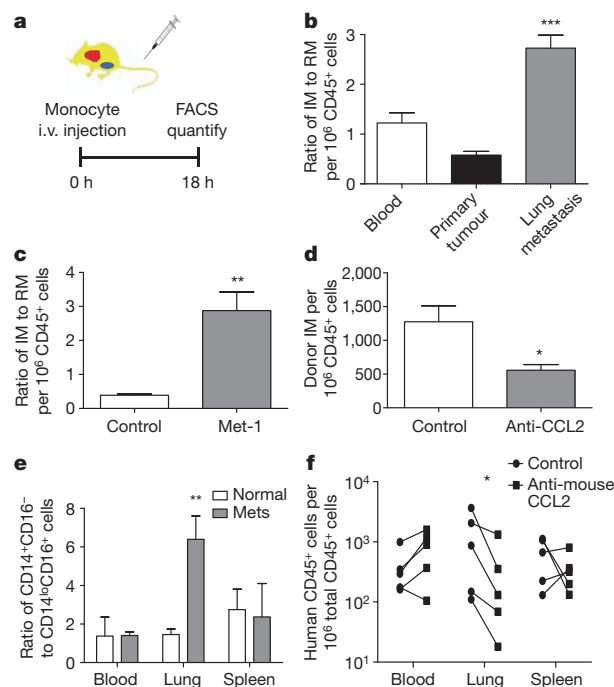 a
Monocyte
i.v. injection
FACS
quantify
0 h
18 h
b
Ratio of IM to RM
per 10⁶ CD45⁺ cells
3
2
1
0
***
Blood
Primary
tumour
Lung
metastasis
c
Ratio of IM to RM
per 10⁶ CD45⁺ cells
4
3
2
1
0
**
Control
Met-1
d
Donor IM per
10⁶ CD45⁺ cells
2,000
1,500
1,000
500
0
*
Control
Anti-CCL2
e
Ratio of CD14⁺CD16⁻
to CD14ˡᵒCD16⁺ cells
8
6
4
2
0
**
Normal
Mets
Blood
Lung
Spleen
f
Control
Anti-mouse
CCL2
Human CD45⁺ cells per
10⁶ total CD45⁺ cells
10⁴
10³
10²
10¹
*
Blood
Lung
Spleen